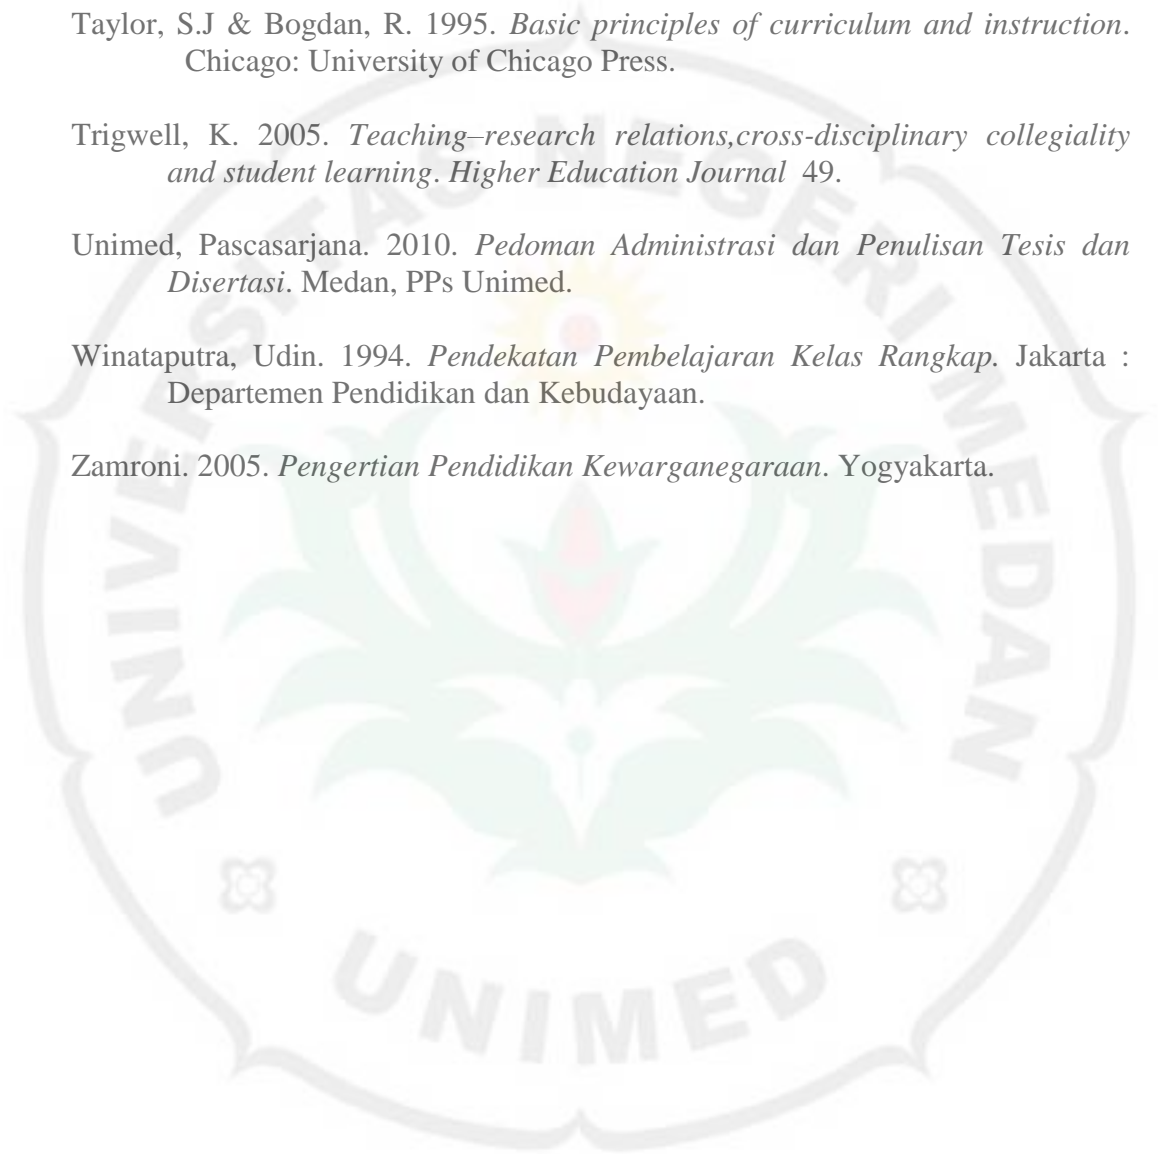 Taylor, S.J & Bogdan, R. 1995. Basic principles of curriculum and instruction.
Chicago: University of Chicago Press.
Trigwell, K. 2005. Teaching–research relations,cross-disciplinary collegiality
and student learning. Higher Education Journal 49.
Unimed, Pascasarjana. 2010. Pedoman Administrasi dan Penulisan Tesis dan
Disertasi. Medan, PPs Unimed.
Winataputra, Udin. 1994. Pendekatan Pembelajaran Kelas Rangkap. Jakarta :
Departemen Pendidikan dan Kebudayaan.
Zamroni. 2005. Pengertian Pendidikan Kewarganegaraan. Yogyakarta.
UNIVERSITAS NEGERI MEDAN
UNIMED